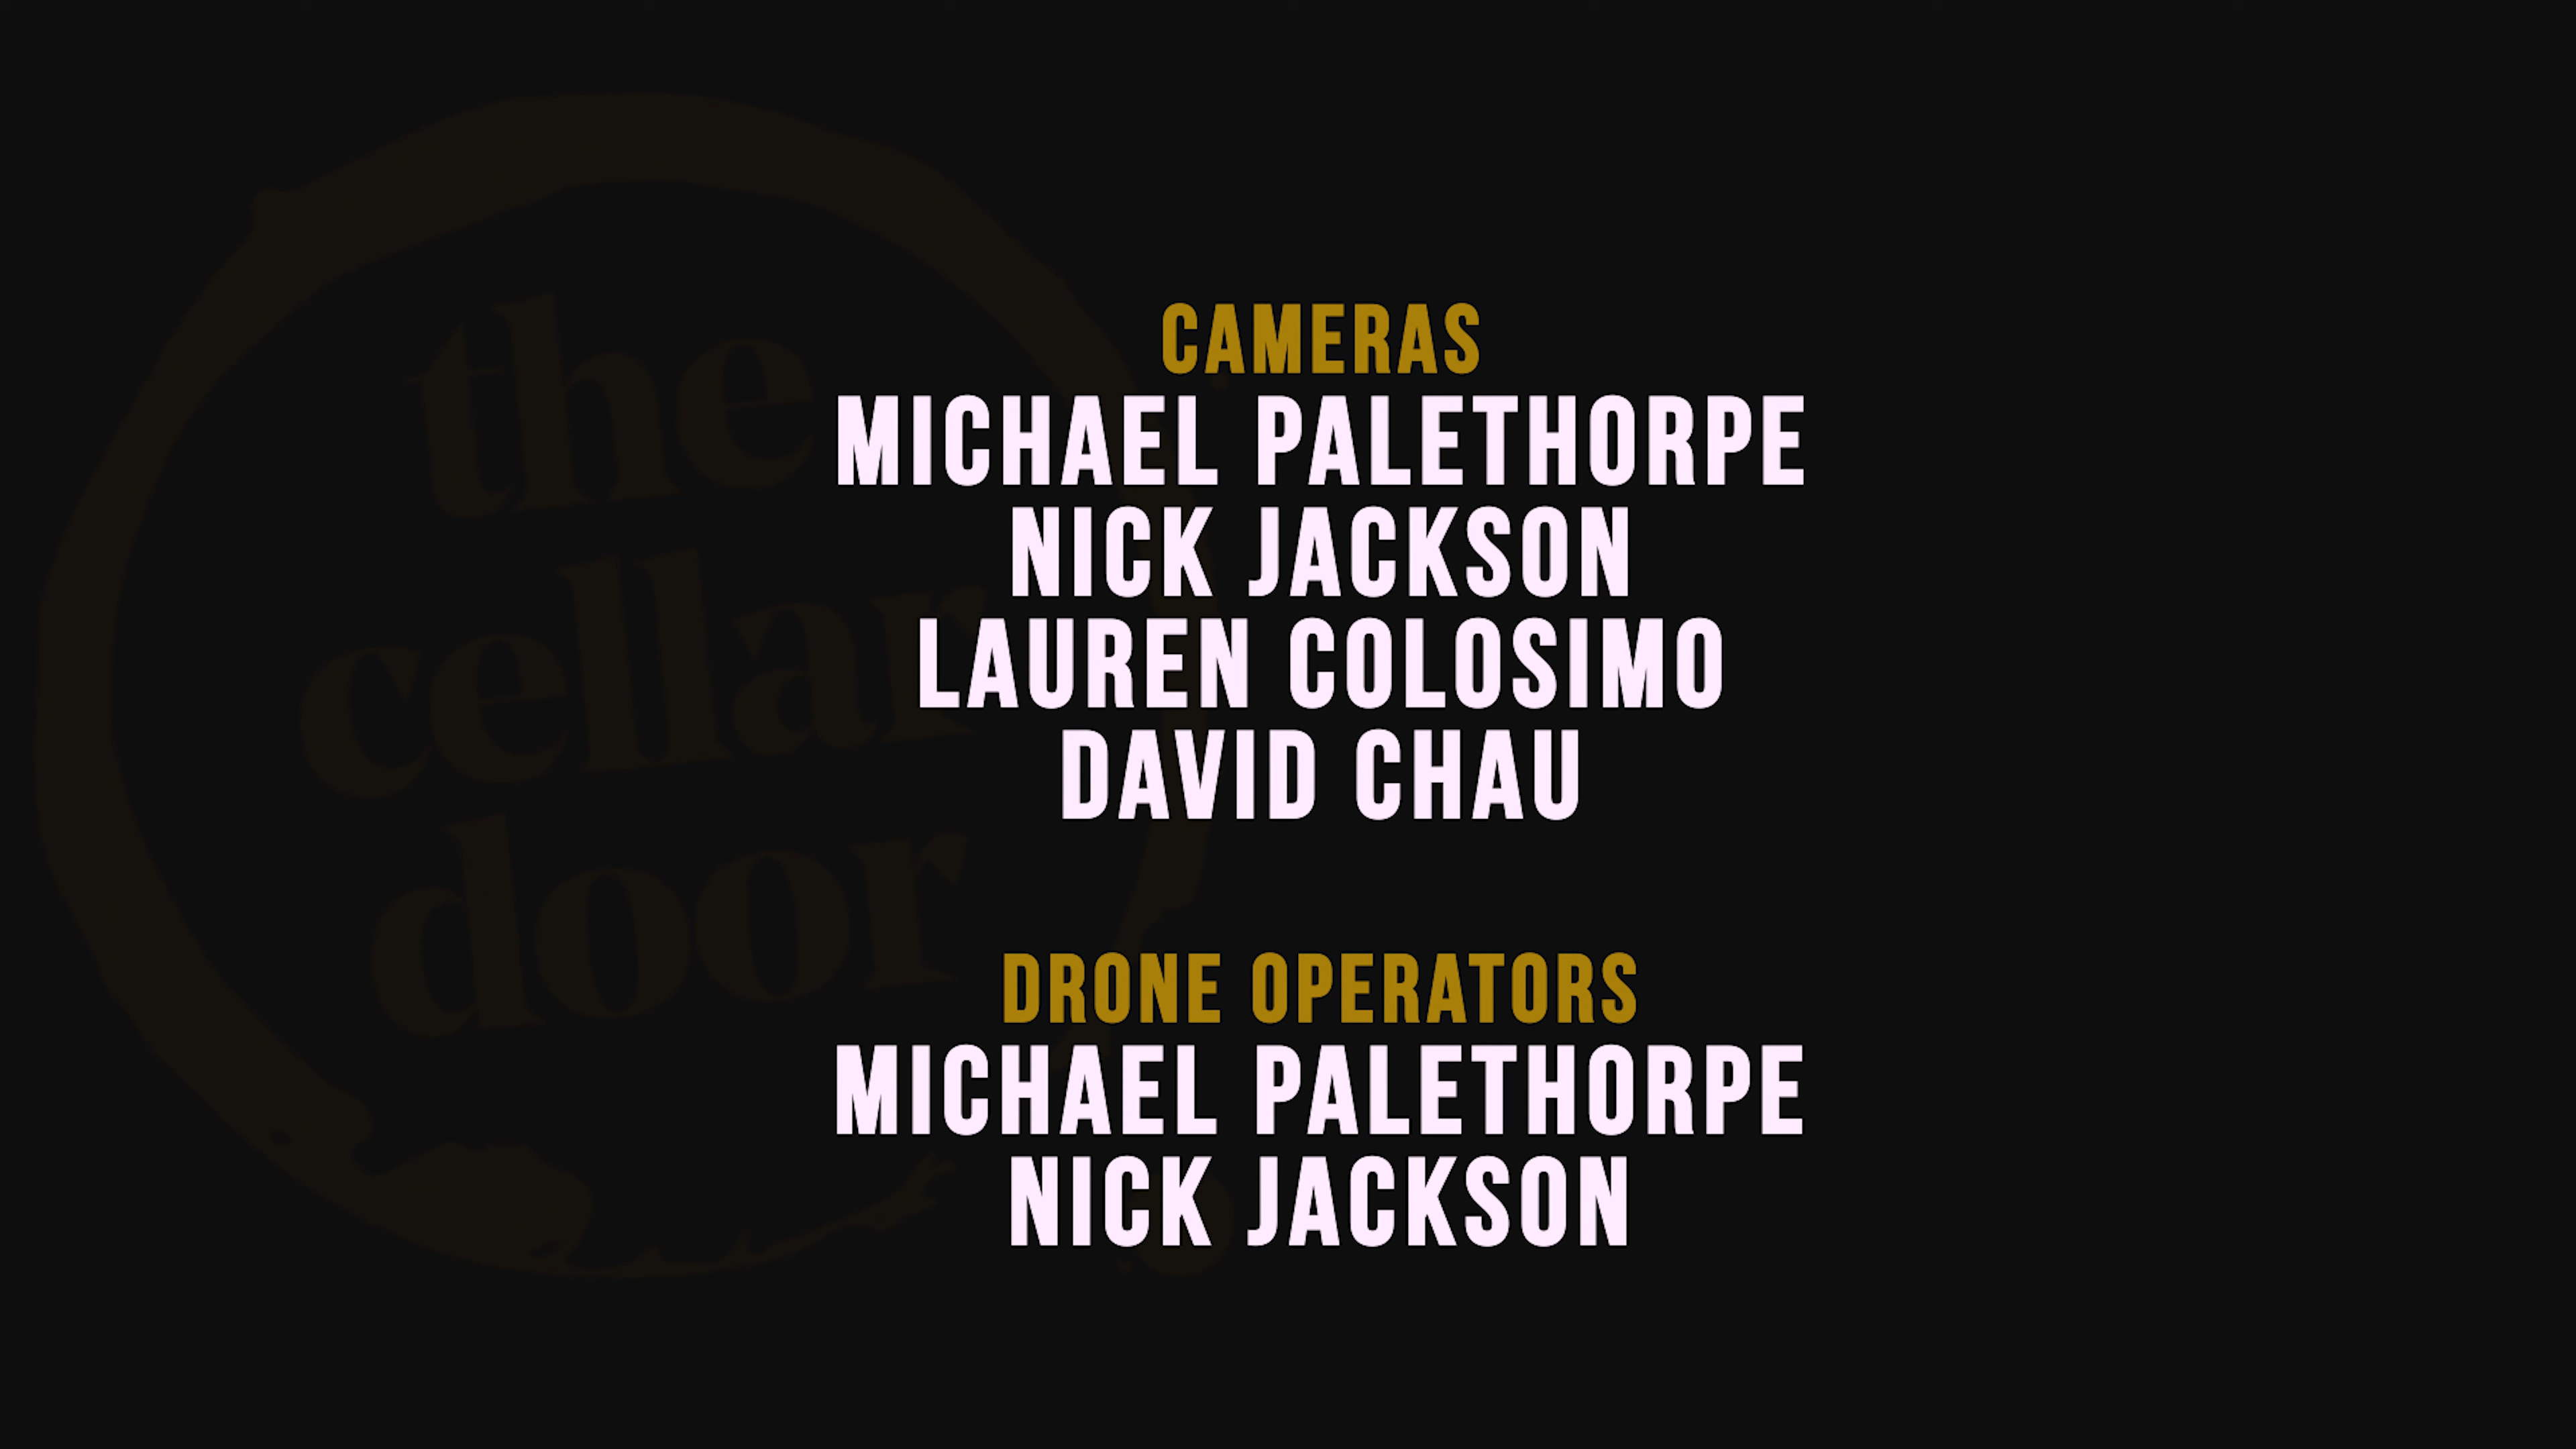 the
cellar
door
CAMERAS
MICHAEL PALETHORPE
NICK JACKSON
LAUREN COLOSIMO
DAVID CHAU
DRONE OPERATORS
MICHAEL PALETHORPE
NICK JACKSON